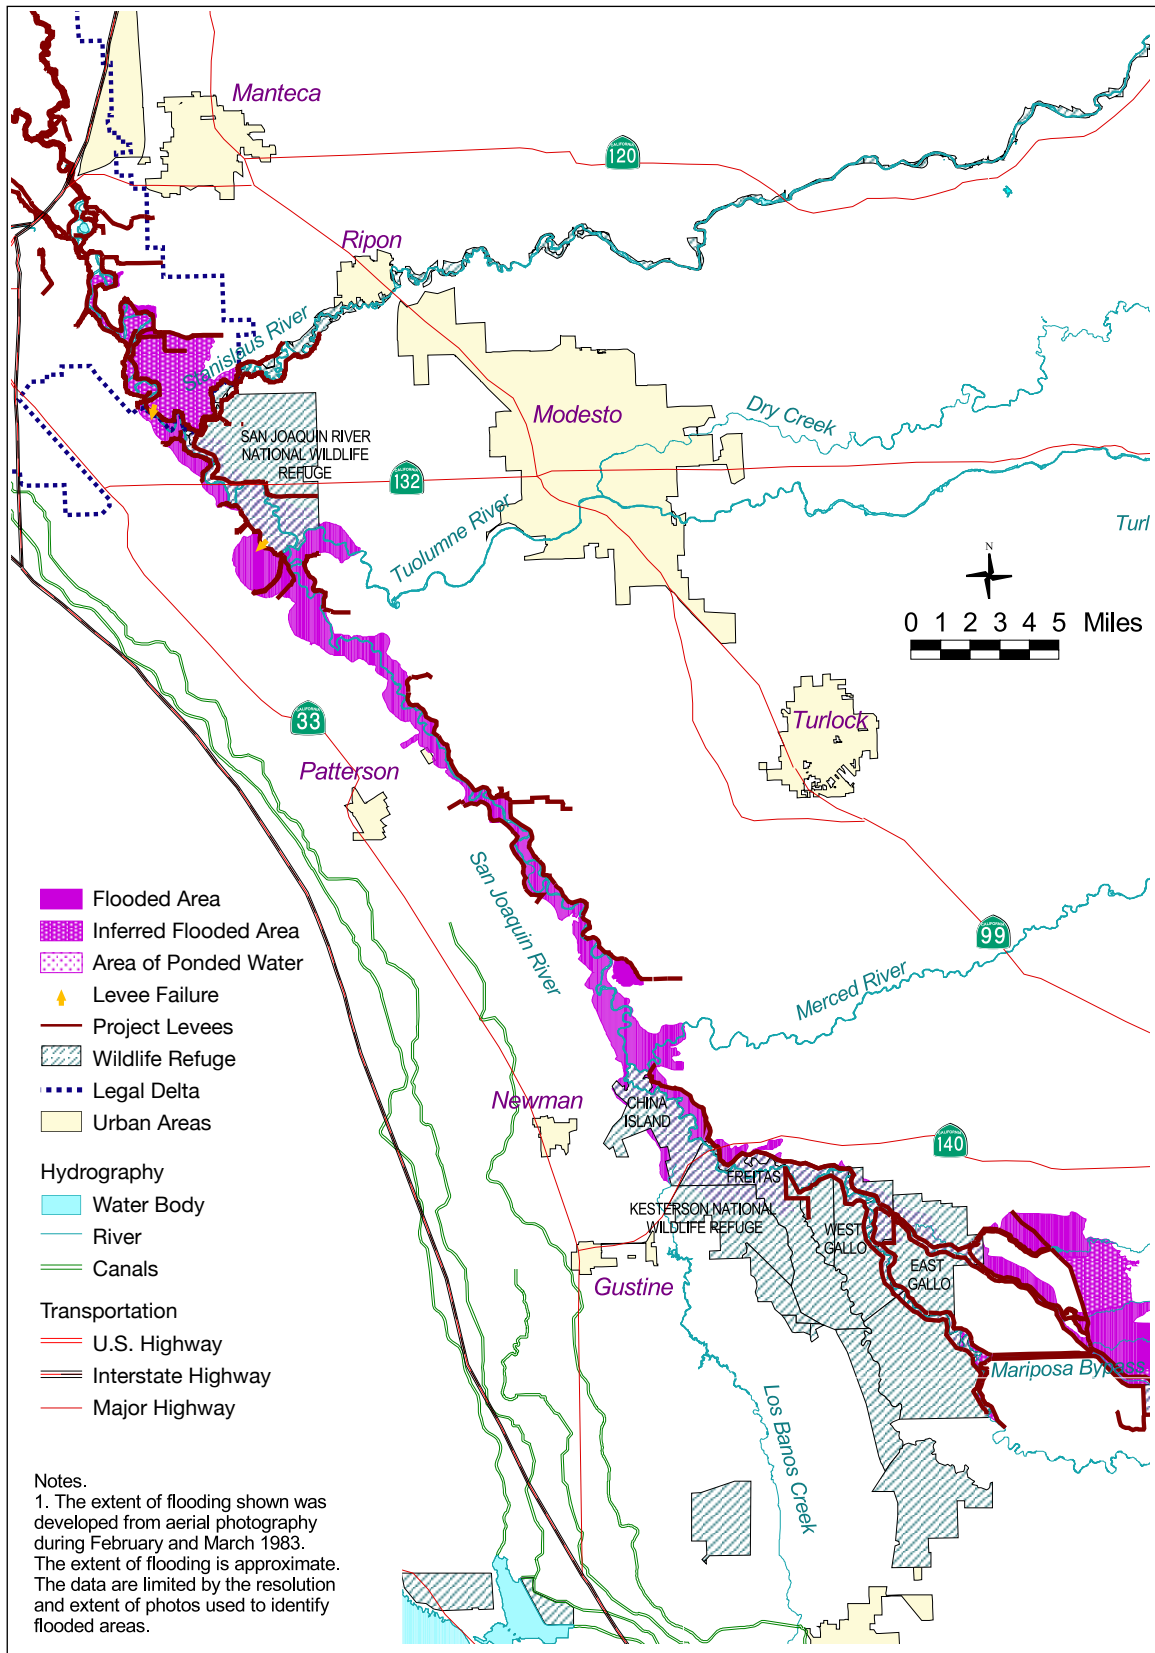 Manteca
CALIFORNIA
120
Ripon
Stanislaus River
Modesto
Dry Creek
SAN JOAQUIN RIVER
NATIONAL WILDLIFE
REFUGE
CALIFORNIA
132
Tuolumne River
Turl
N
0 1 2 3 4 5 Miles
CALIFORNIA
33
Turlock
Patterson
San Joaquin River
CALIFORNIA
99
Merced River
Newman
CHINA
ISLAND
CALIFORNIA
140
FREITAS
KESTERSON NATIONAL
WILDLIFE REFUGE
WEST
GALLO
EAST
GALLO
Gustine
Mariposa Bypass
Los Banos Creek
Flooded Area
Inferred Flooded Area
Area of Ponded Water
Levee Failure
Project Levees
Wildlife Refuge
Legal Delta
Urban Areas
Hydrography
Water Body
River
Canals
Transportation
U.S. Highway
Interstate Highway
Major Highway
Notes.
1. The extent of flooding shown was
developed from aerial photography
during February and March 1983.
The extent of flooding is approximate.
The data are limited by the resolution
and extent of photos used to identify
flooded areas.